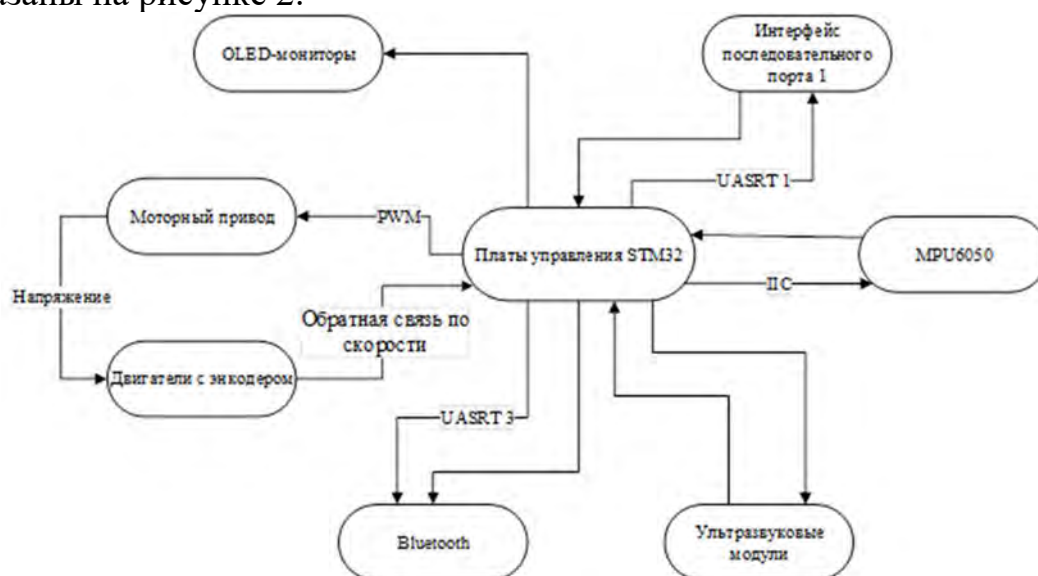 казаны на рисунке 2.
OLED-мониторы
Интерфейс
последовательного
порта 1
UASRT 1
Моторный привод
PWM
Платы управления STM32
MPU6050
IIC
Напряжение
Обратная связь по
скорости
Двигатели с энкодером
UASRT 3
Bluetooth
Ультразвуковые
модули